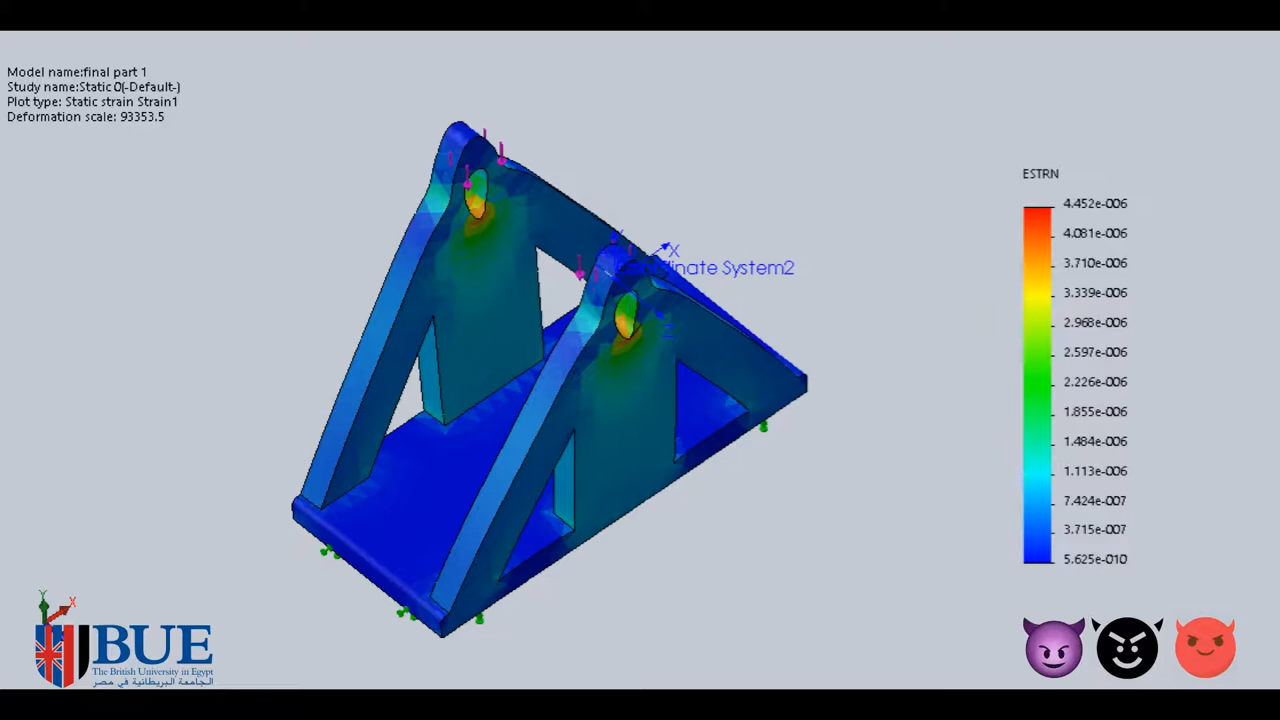 Model name:final part 1
Study name:Static 0(-Default-)
Plot type: Static strain Strain1
Deformation scale: 93353.5
ESTRN
4.452e-006
4.081e-006
3.710e-006
3.339e-006
2.968e-006
2.597e-006
2.226e-006
1.855e-006
1.484e-006
1.113e-006
7.424e-007
3.715e-007
5.625e-010
X
Coordinate System2
Z
Y
X
BUE
The British University in Egypt
الجامعة البريطانية في مصر